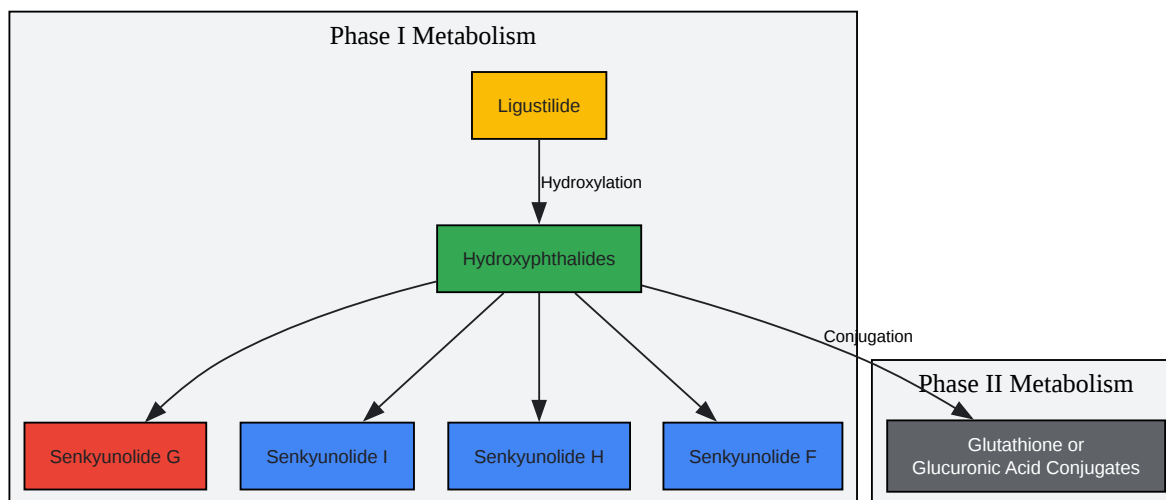 Phase I Metabolism
Ligustilide
Hydroxylation
Hydroxyphthalides
Conjugation
Phase II Metabolism
Senkyunolide G
Senkyunolide I
Senkyunolide H
Senkyunolide F
Glutathione or
Glucuronic Acid Conjugates